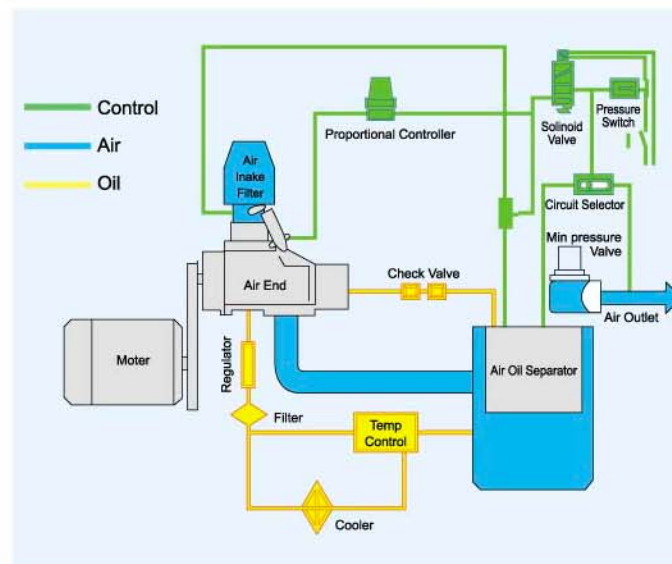 Control
Air
Oil
Air
Inake
Filter
Proportional Controller
Solinoid
Valve
Pressure
Switch
Circuit Selector
Min pressure
Valve
Air Outlet
Air End
Check Valve
Moter
Regulator
Air Oil Separator
Filter
Temp
Control
Cooler